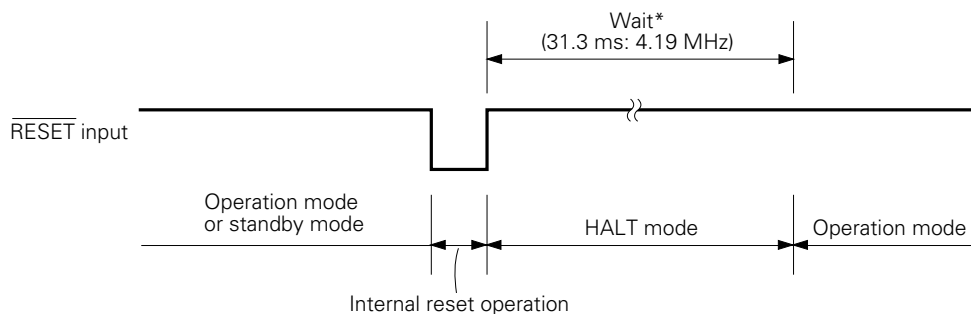 Wait*
(31.3 ms: 4.19 MHz)
RESET input
Operation mode
or standby mode
HALT mode
Operation mode
Internal reset operation